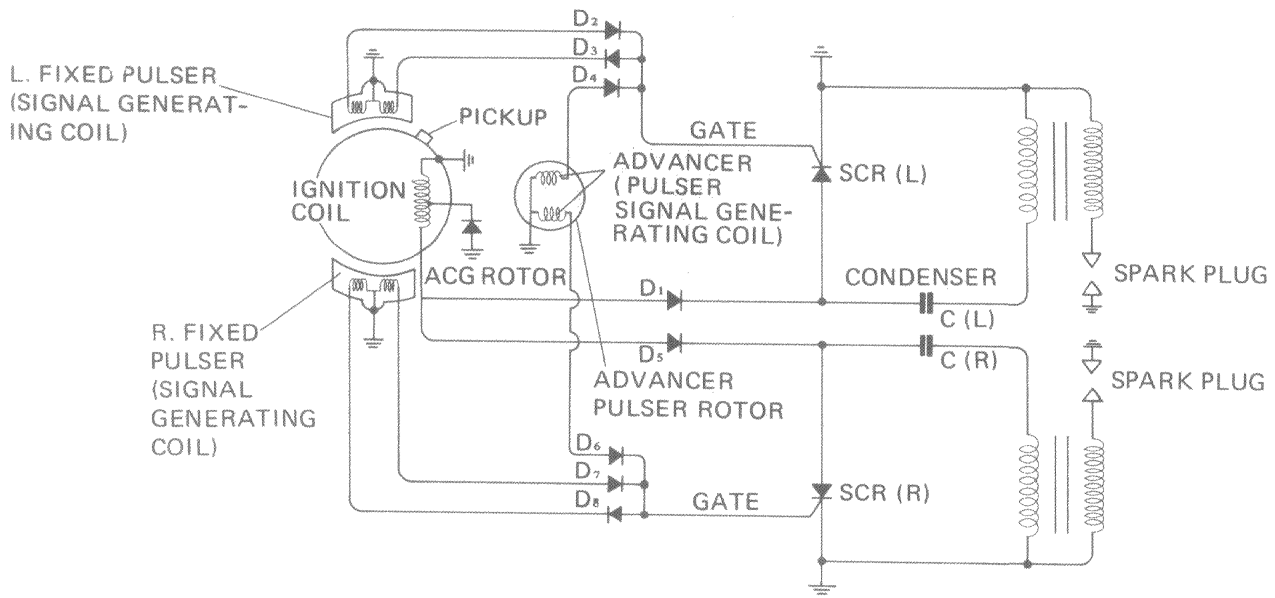 D₂
D₃
D₄
L. FIXED PULSER
(SIGNAL GENERAT-
ING COIL)
PICKUP
GATE
IGNITION
COIL
ADVANCER
(PULSER
SIGNAL GENE-
RATING COIL)
SCR (L)
ACG ROTOR
D₁
CONDENSER
C (L)
SPARK PLUG
R. FIXED
PULSER
(SIGNAL
GENERATING
COIL)
D₅
C (R)
ADVANCER
PULSER ROTOR
SPARK PLUG
D₆
D₇
D₈
GATE
SCR (R)